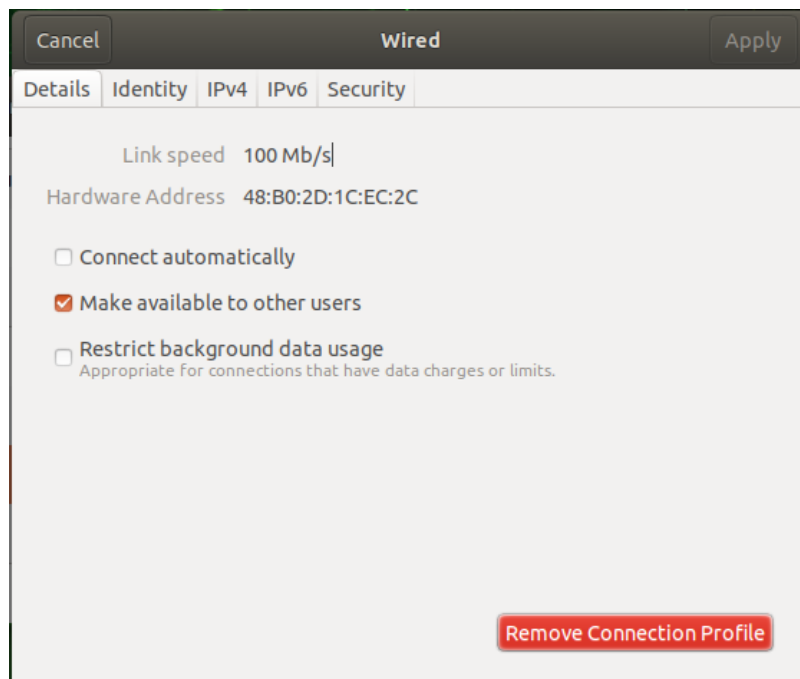 Cancel Wired Apply
Details Identity IPv4 IPv6 Security
Link speed 100 Mb/s
Hardware Address 48:B0:2D:1C:EC:2C
Connect automatically
Make available to other users
Restrict background data usage
Appropriate for connections that have data charges or limits.
Remove Connection Profile